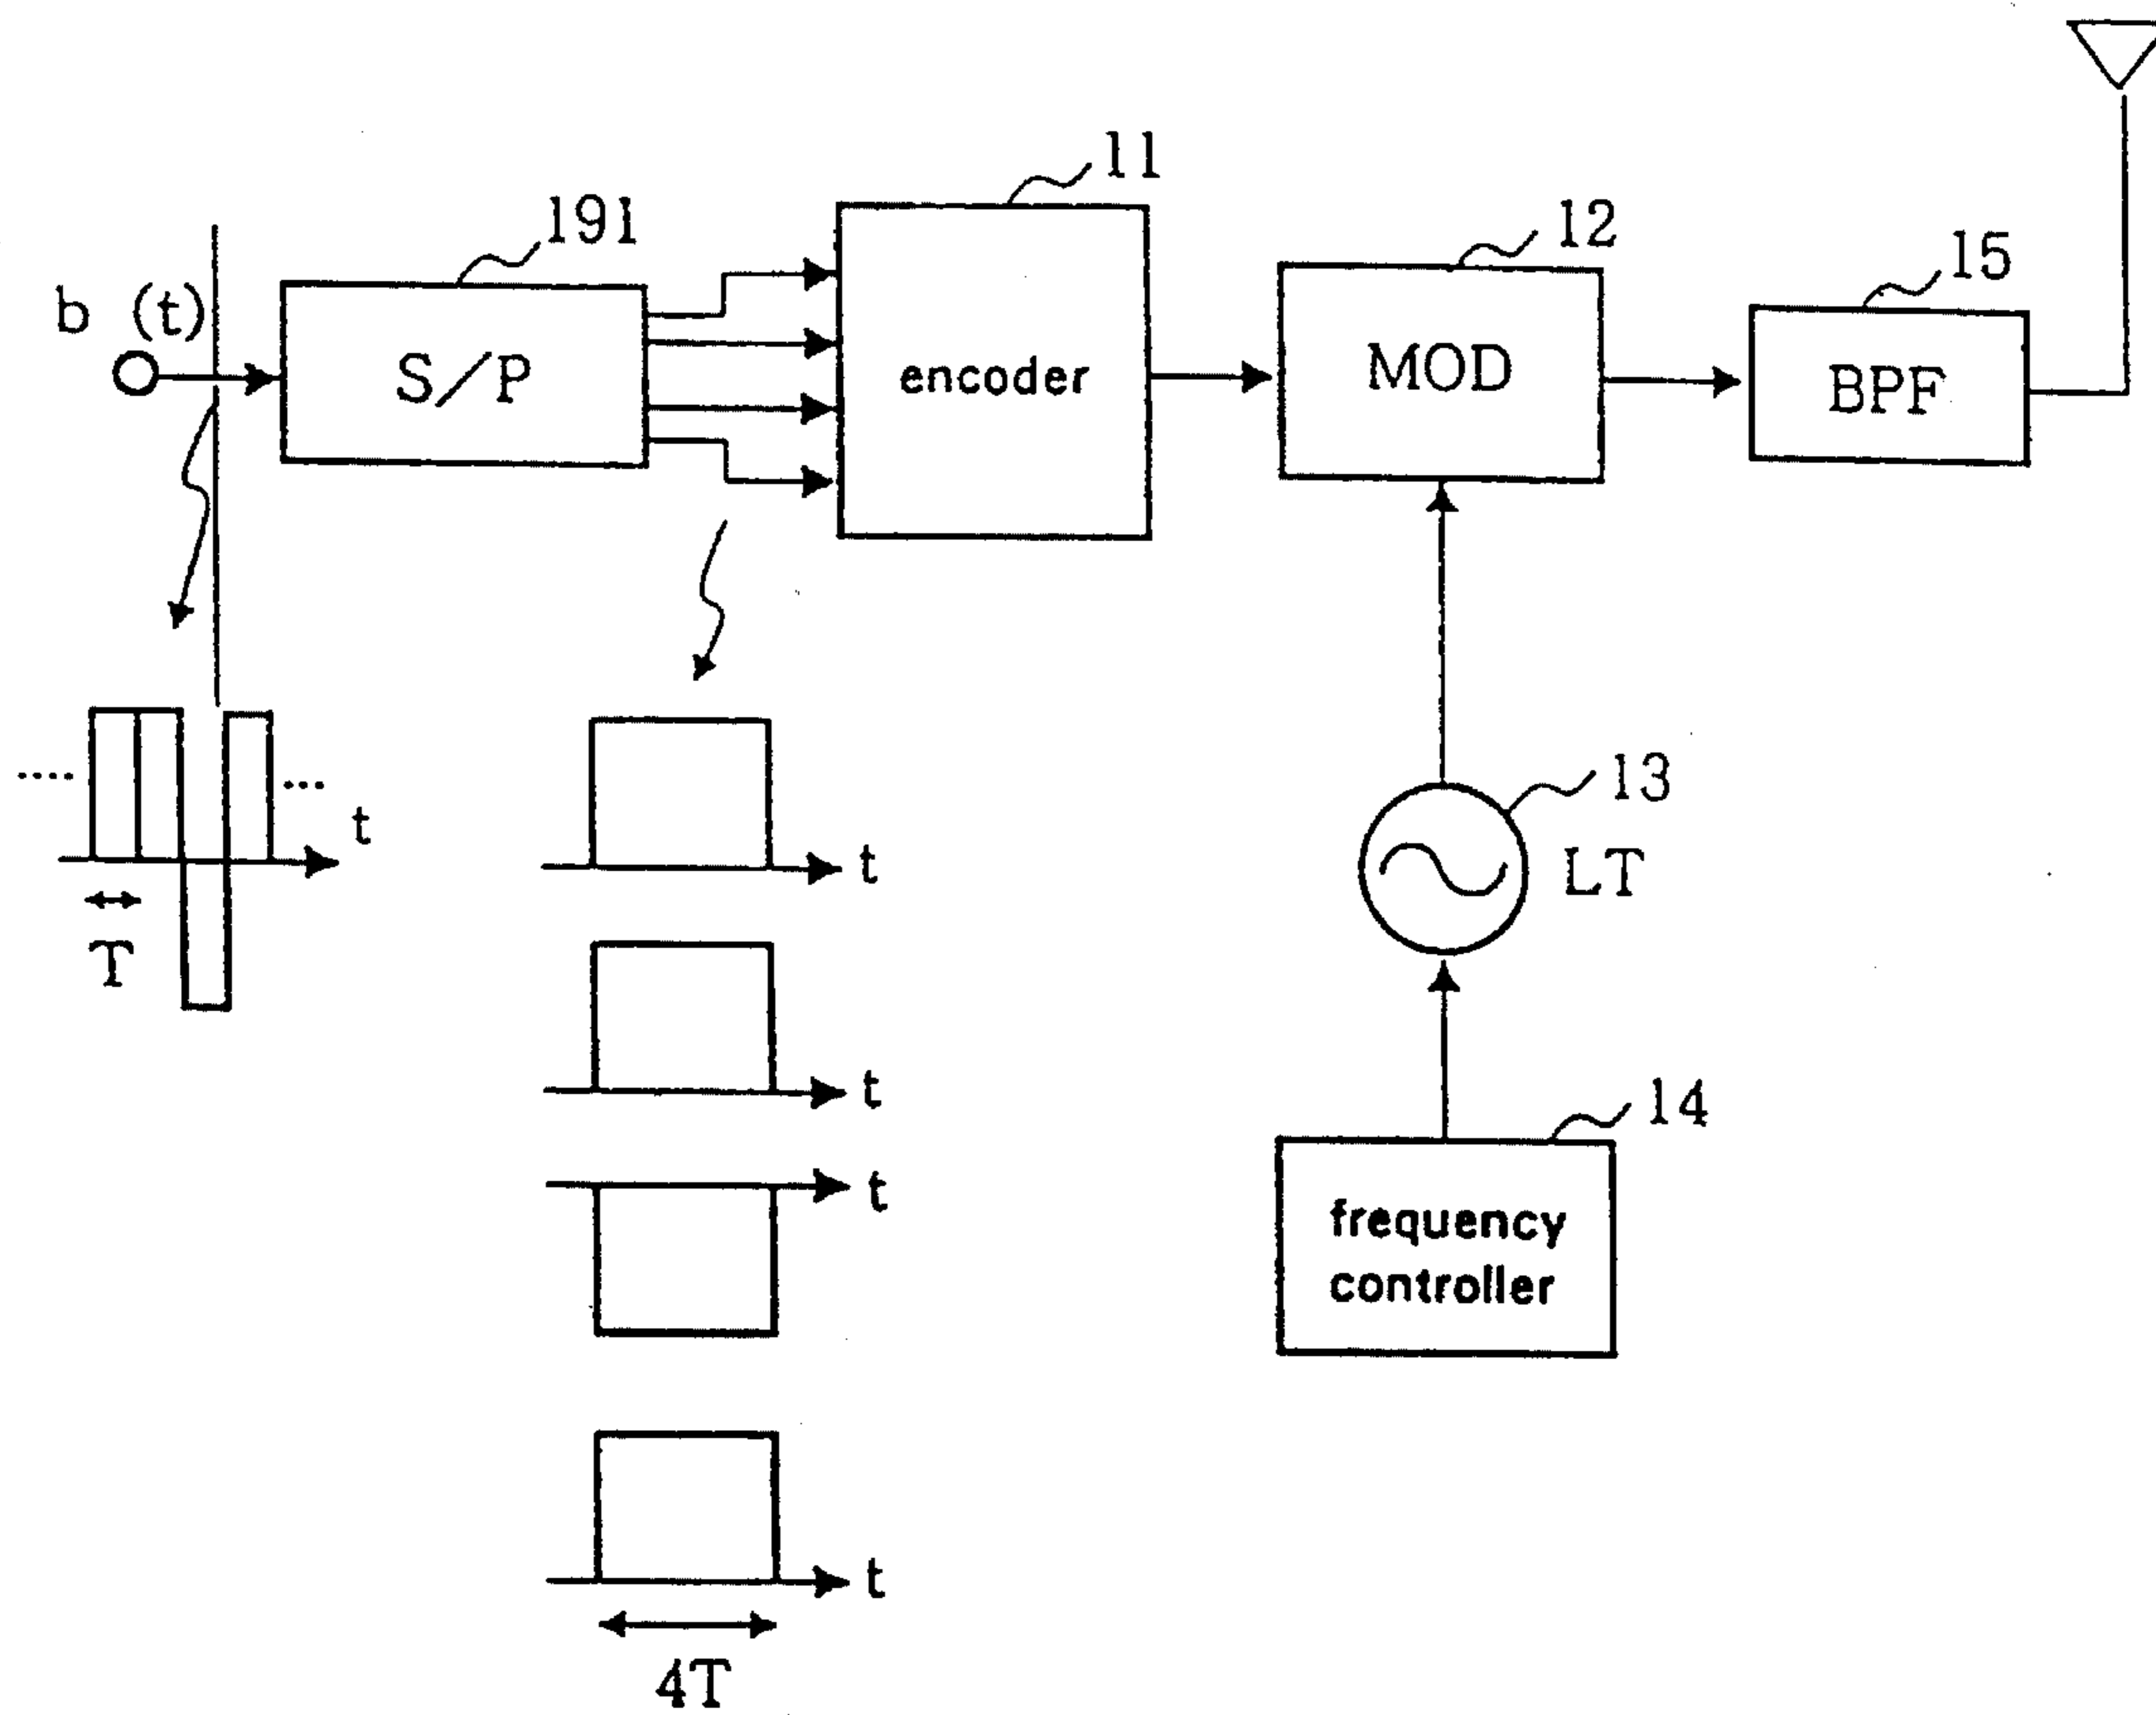 11
191
12
15
b (t)
S/P
encoder
MOD
BPF
.... ...
t
T
13
LT
t
t
14
t
frequency
controller
t
4T